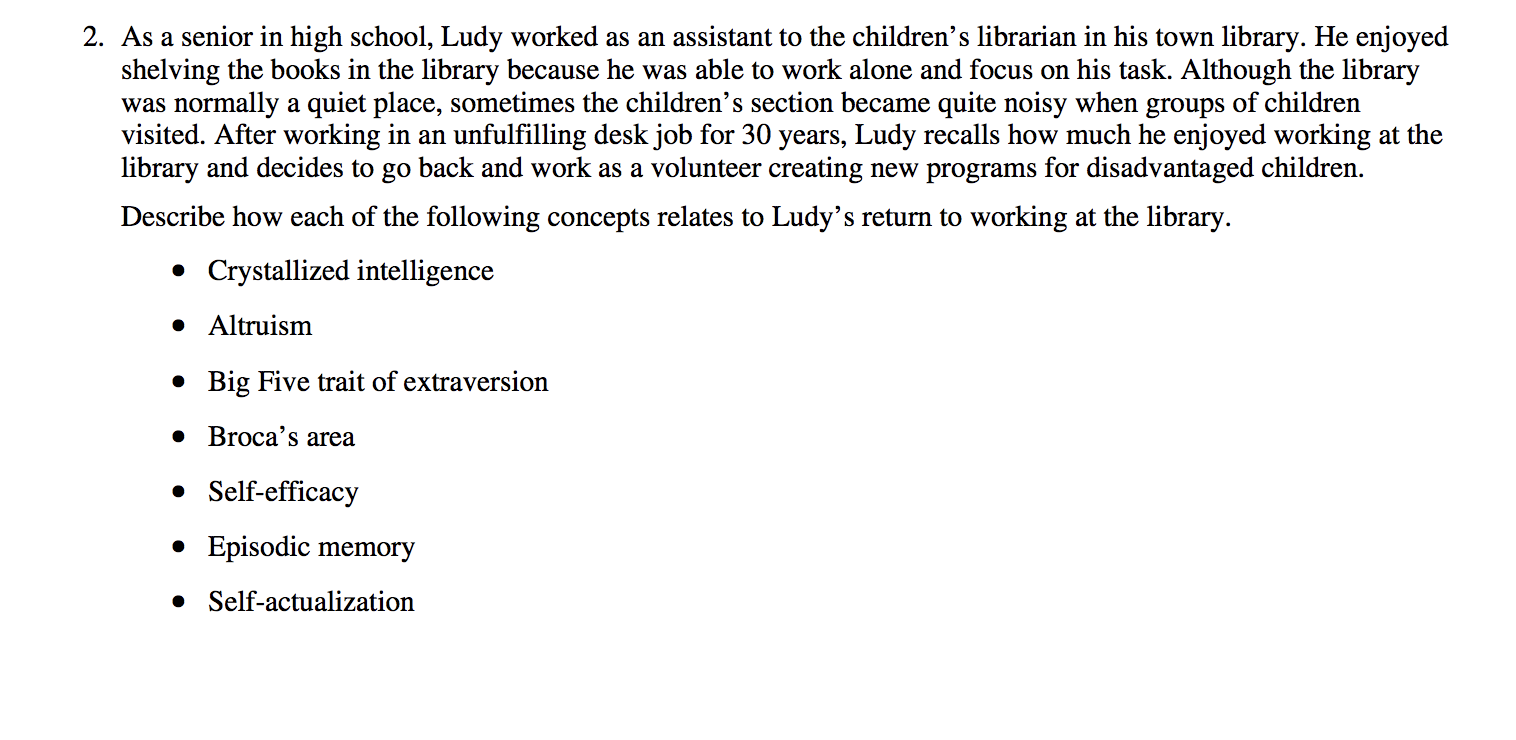 2. As a senior in high school, Ludy worked as an assistant to the children’s librarian in his town library. He enjoyed
shelving the books in the library because he was able to work alone and focus on his task. Although the library
was normally a quiet place, sometimes the children’s section became quite noisy when groups of children
visited. After working in an unfulfilling desk job for 30 years, Ludy recalls how much he enjoyed working at the
library and decides to go back and work as a volunteer creating new programs for disadvantaged children.
Describe how each of the following concepts relates to Ludy’s return to working at the library.
• Crystallized intelligence
• Altruism
• Big Five trait of extraversion
• Broca’s area
• Self-efficacy
• Episodic memory
• Self-actualization